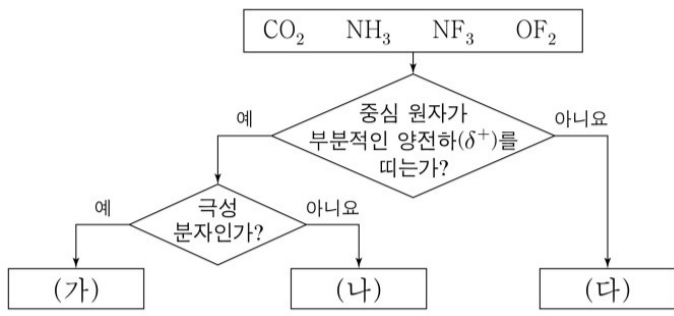 CO₂ NH₃ NF₃ OF₂
중심 원자가
부분적인 양전하(δ⁺)를
띠는가?
예
아니요
극성
분자인가?
예
아니요
(가)
(나)
(다)